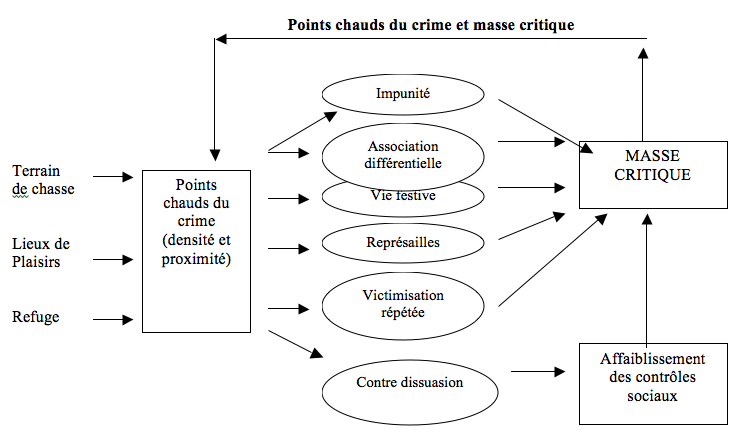 Points chauds du crime et masse critique
Terrain
de chasse
Lieux de
Plaisirs
Refuge
Points
chauds du
crime
(densité et
proximité)
Impunité
Association
différentielle
Vie festive
Représailles
Victimisation
répétée
Contre dissuasion
MASSE
CRITIQUE
Affaiblissement
des contrôles
sociaux